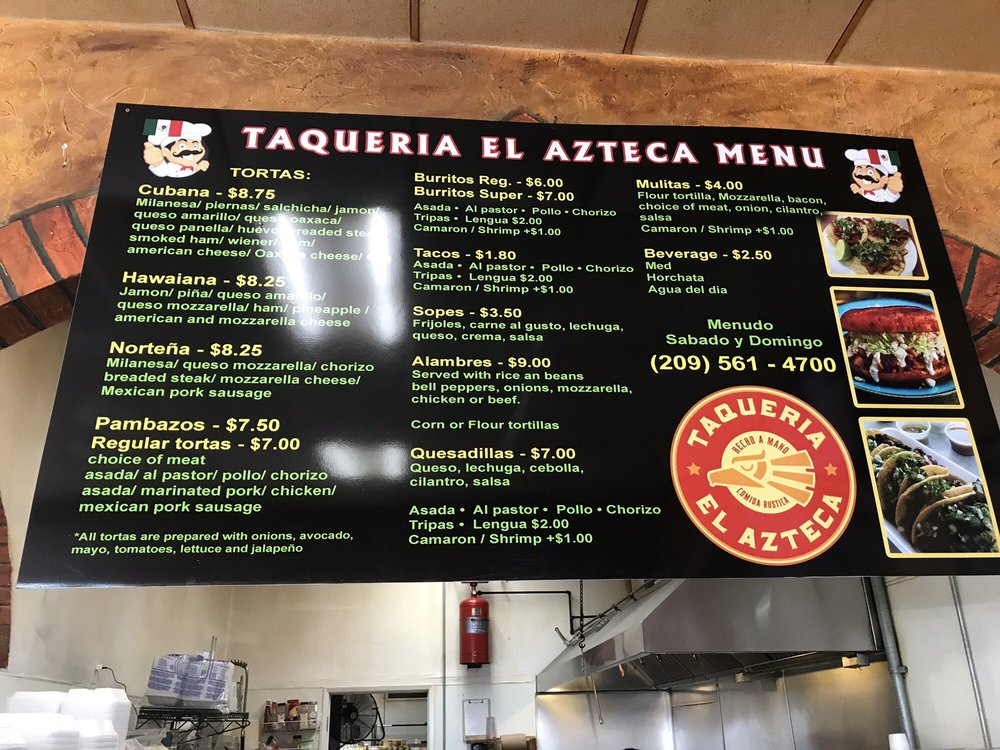 TAQUERIA EL AZTECA MENU
TORTAS:
Cubana - $8.75
Milanesa/ piernas/ salchicha/ jamon/
queso amarillo/ queso oaxaca/
queso panella/ huevo/breaded steak/
smoked ham/ wiener/
american cheese/ Oaxaca cheese/
Hawaiana - $8.25
Jamon/ piña/ queso amarillo/
queso mozzarella/ ham/ pineapple /
american and mozzarella cheese
Norteña - $8.25
Milanesa/ queso mozzarella/ chorizo
breaded steak/ mozzarella cheese/
Mexican pork sausage
Pambazos - $7.50
Regular tortas - $7.00
choice of meat
asada/ al pastor/ pollo/ chorizo
asada/ marinated pork/ chicken/
mexican pork sausage
*All tortas are prepared with onions, avocado,
mayo, tomatoes, lettuce and jalapeño
Burritos Reg. - $6.00
Burritos Super - $7.00
Asada • Al pastor • Pollo • Chorizo
Tripas • Lengua $2.00
Camaron / Shrimp +$1.00
Tacos - $1.80
Asada • Al pastor • Pollo • Chorizo
Tripas • Lengua $2.00
Camaron / Shrimp +$1.00
Sopes - $3.50
Frijoles, carne al gusto, lechuga,
queso, crema, salsa
Alambres - $9.00
Served with rice an beans
bell peppers, onions, mozzarella,
chicken or beef.
Corn or Flour tortillas
Quesadillas - $7.00
Queso, lechuga, cebolla,
cilantro, salsa
Asada • Al pastor • Pollo • Chorizo
Tripas • Lengua $2.00
Camaron / Shrimp +$1.00
Mulitas - $4.00
Flour tortilla, Mozzarella, bacon,
choice of meat, onion, cilantro,
salsa
Camaron / Shrimp +$1.00
Beverage - $2.50
Med
Horchata
Agua del dia
Menudo
Sabado y Domingo
(209) 561 - 4700
TAQUERIA
HECHO A MANO
COMIDA RUSTICA
EL AZTECA